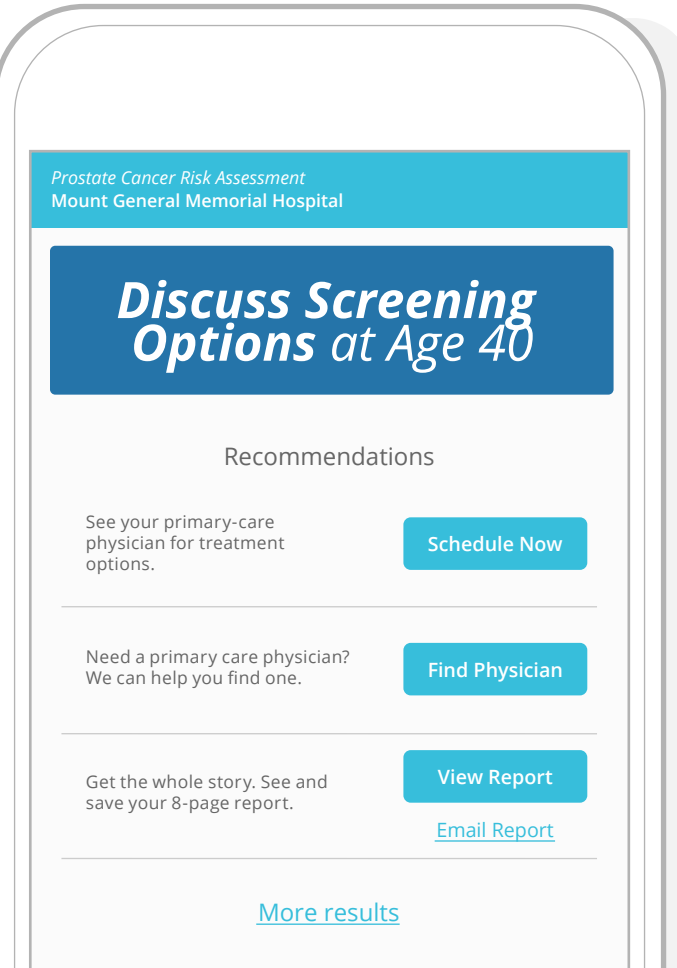 Prostate Cancer Risk Assessment
Mount General Memorial Hospital
Discuss Screening
Options at Age 40
Recommendations
See your primary-care
physician for treatment
options.
Schedule Now
Need a primary care physician?
We can help you find one.
Find Physician
Get the whole story. See and
save your 8-page report.
View Report
Email Report
More results